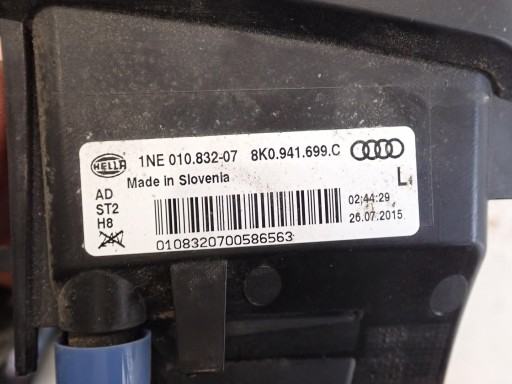 HELLA 1NE 010.832-07 8K0.941.699.C
Made in Slovenia L
AD
ST2
H8
02:44:29
26.07.2015
0108320700586563